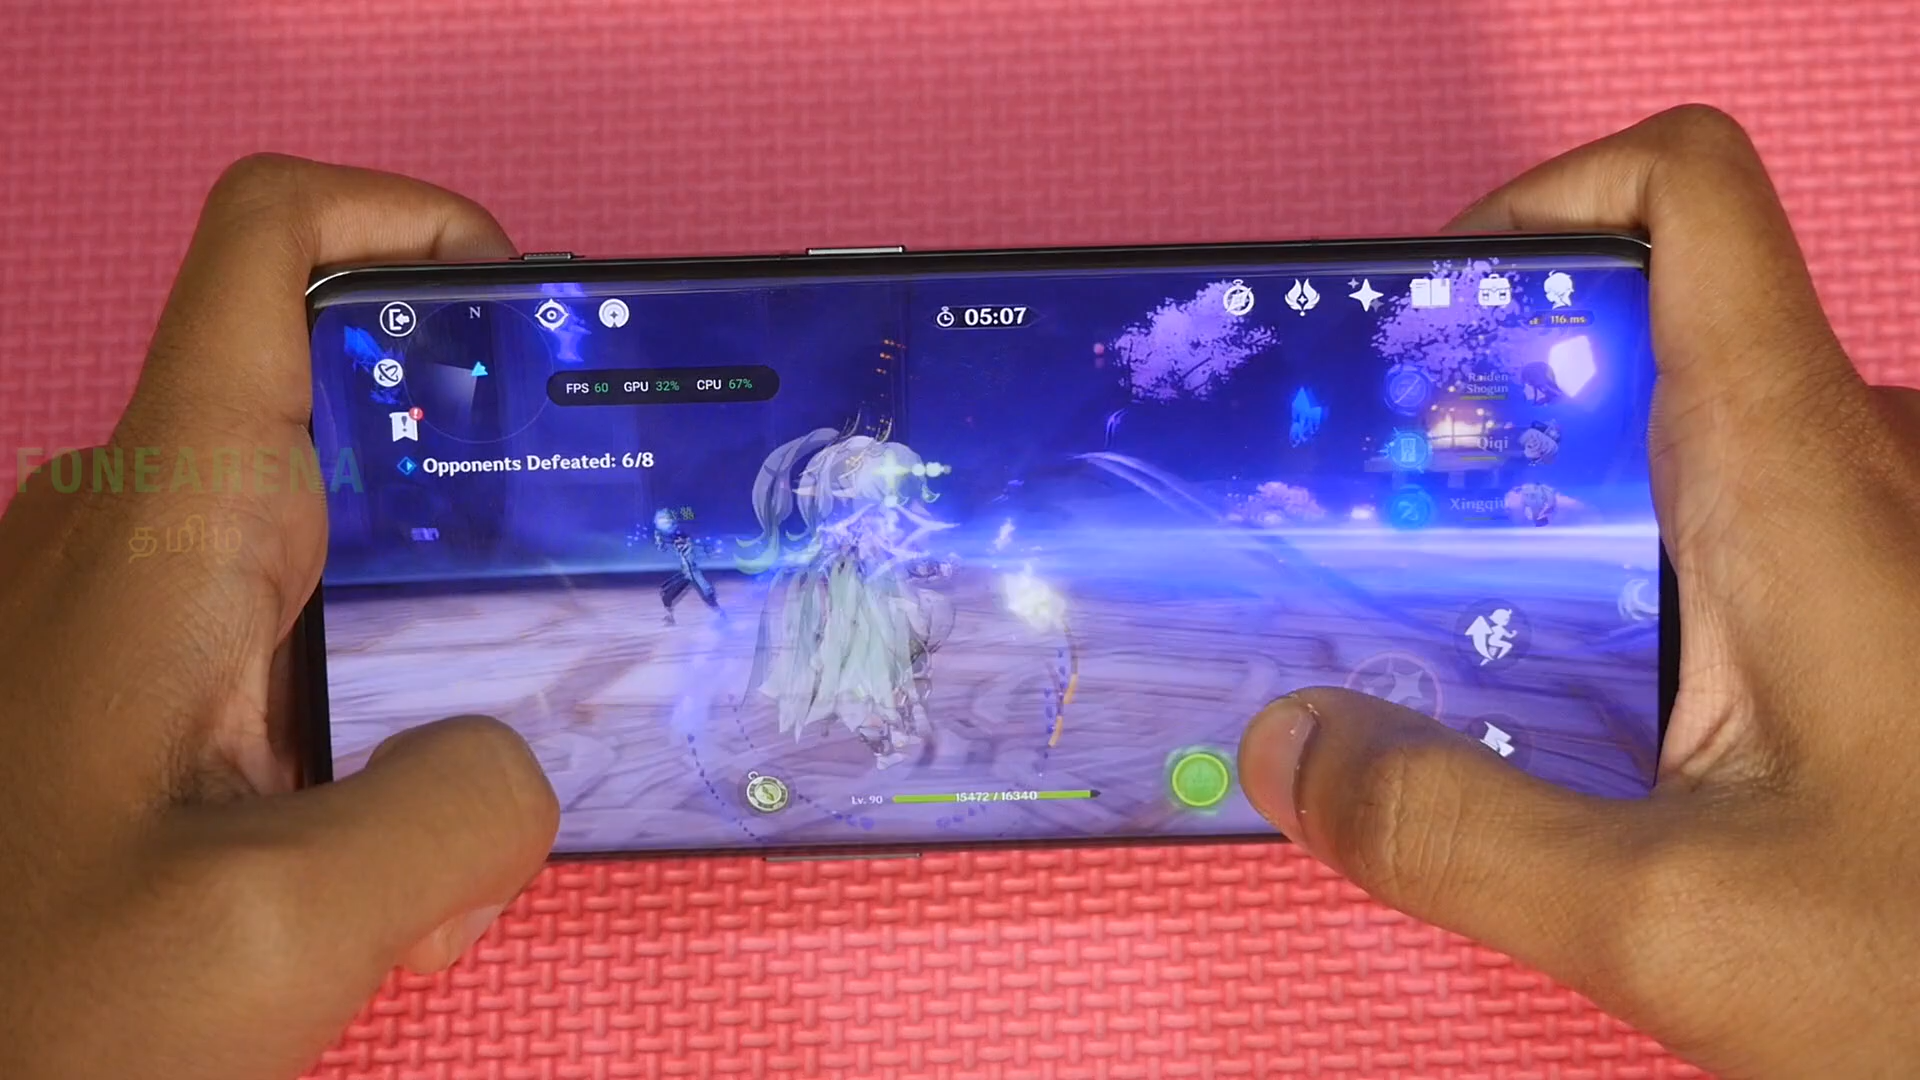 N
05:07
116 ms
FPS 60 GPU 32% CPU 67%
Raiden
Shogun
Opponents Defeated: 6/8
Qiqi
Xingqiu
FONEARENA
தமிழ்
Lv. 90
15472 / 16340